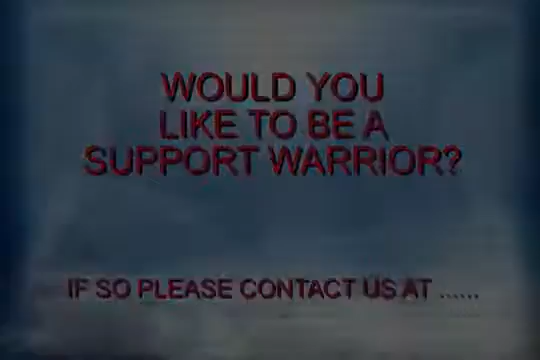 WOULD YOU
LIKE TO BE A
SUPPORT WARRIOR?
IF SO PLEASE CONTACT US AT ......